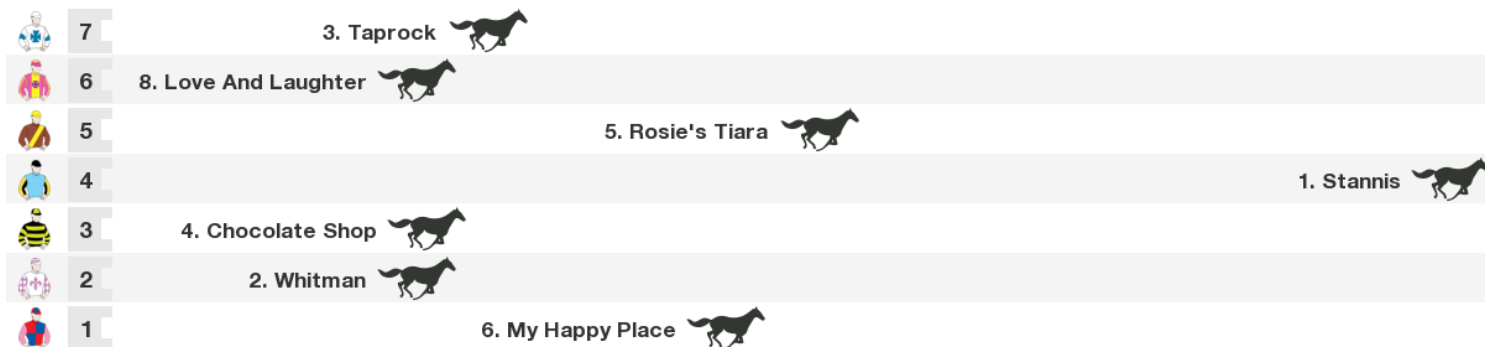 7 3. Taprock
6 8. Love And Laughter
5 5. Rosie's Tiara
4 1. Stannis
3 4. Chocolate Shop
2 2. Whitman
1 6. My Happy Place